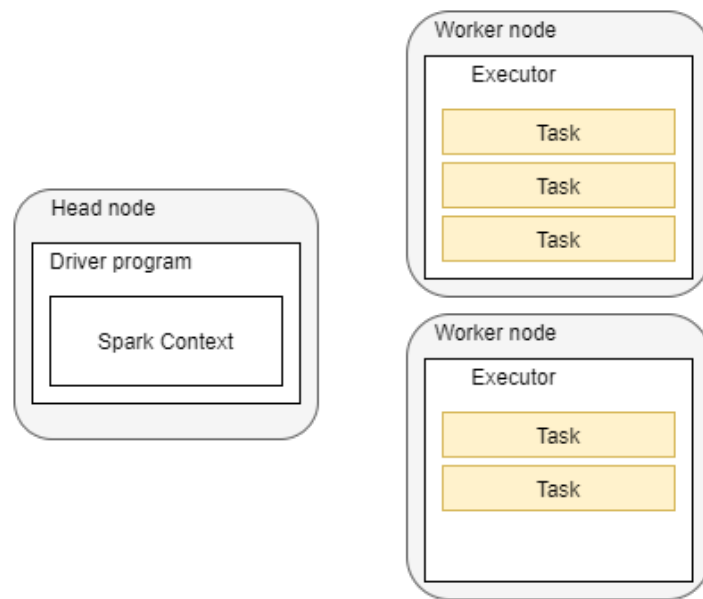 Head node
Driver program
Spark Context
Worker node
Executor
Task
Task
Task
Worker node
Executor
Task
Task